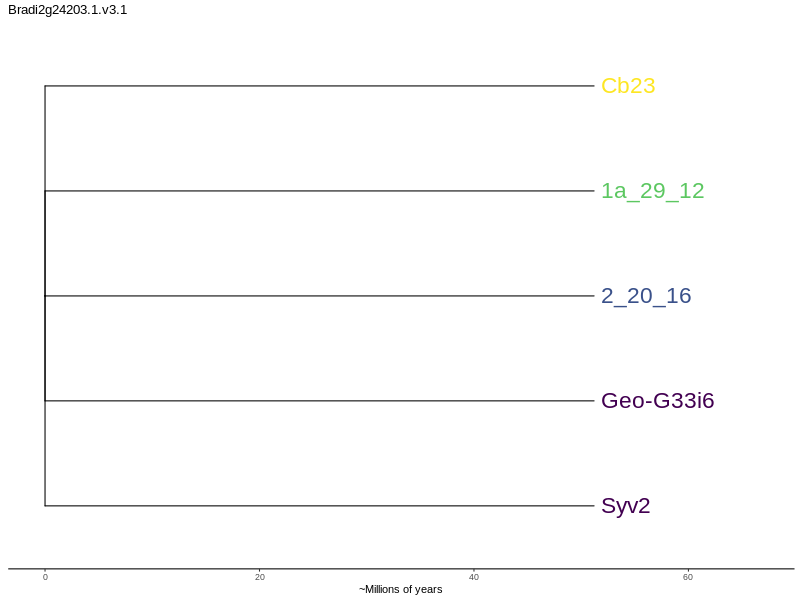 Bradi2g24203.1.v3.1
Cb23
1a_29_12
2_20_16
Geo-G33i6
Syv2
0 20 40 60
~Millions of years